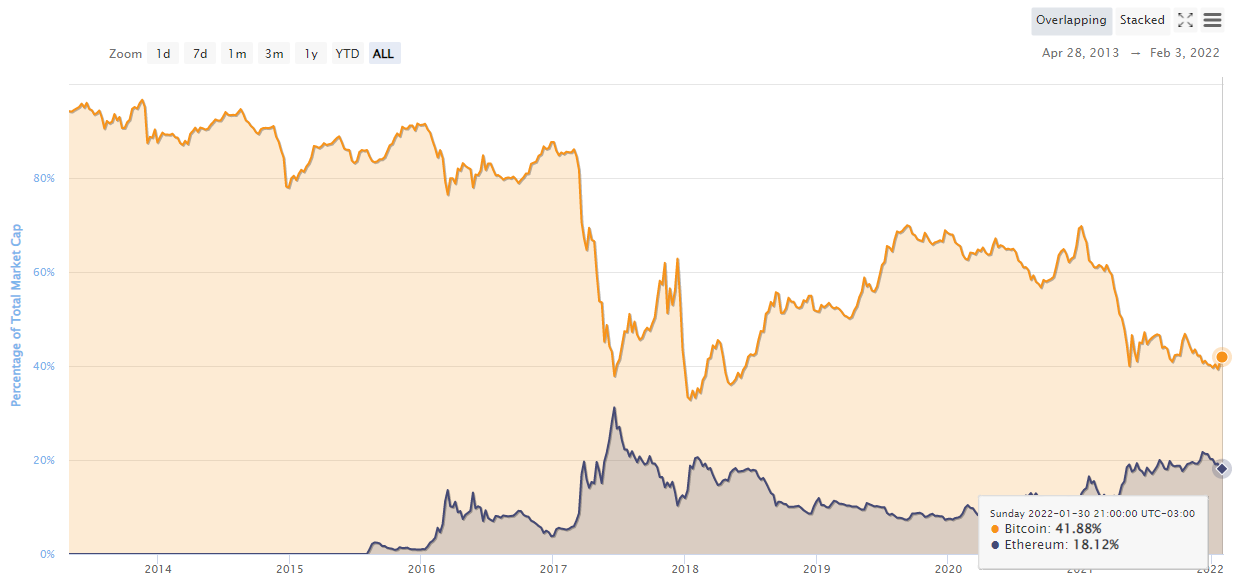 Overlapping Stacked
Zoom 1d 7d 1m 3m 1y YTD ALL
Apr 28, 2013 → Feb 3, 2022
Percentage of Total Market Cap
80%
60%
40%
20%
0%
Sunday 2022-01-30 21:00:00 UTC-03:00
Bitcoin: 41.88%
Ethereum: 18.12%
2014 2015 2016 2017 2018 2019 2020 2021 2022